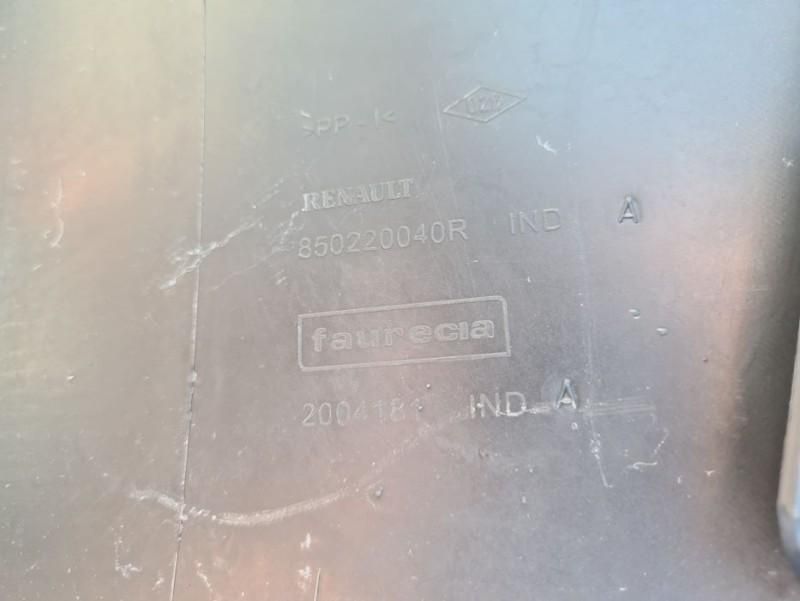 >PP-I<
RENAULT
850220040R IND A
faurecia
2004181 IND A